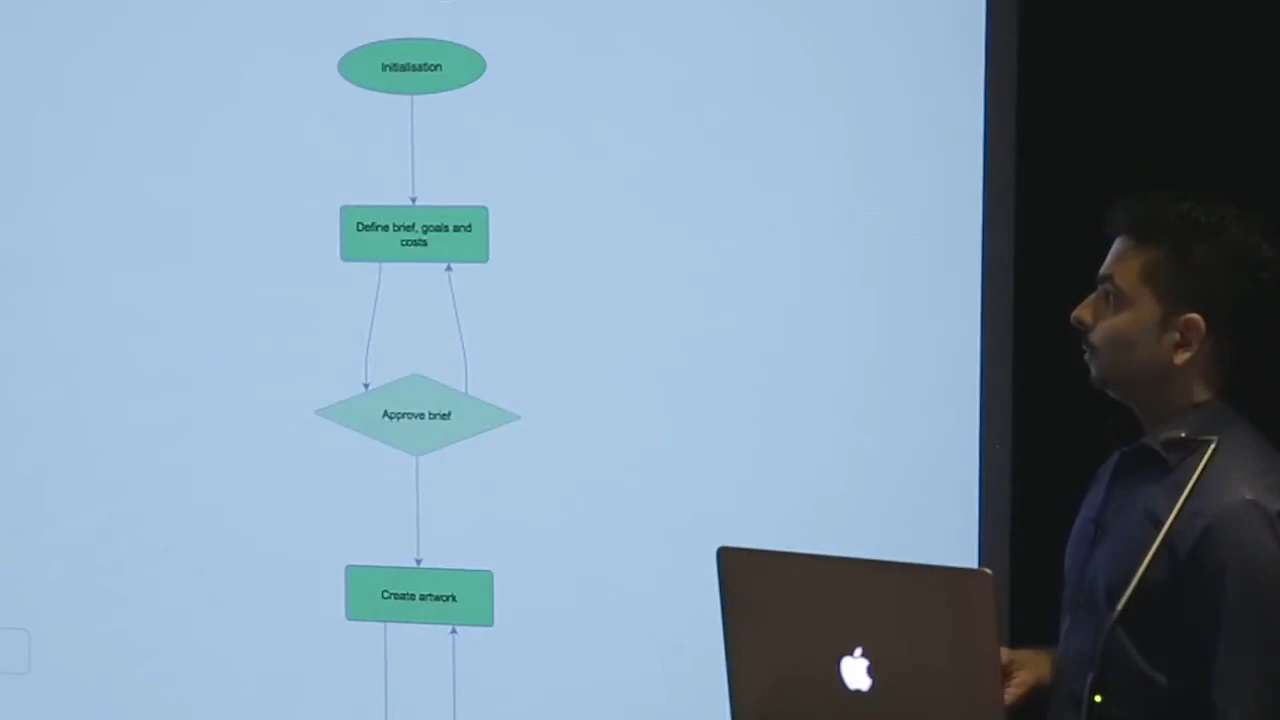 Initialisation
Define brief, goals and
costs
Approve brief
Create artwork